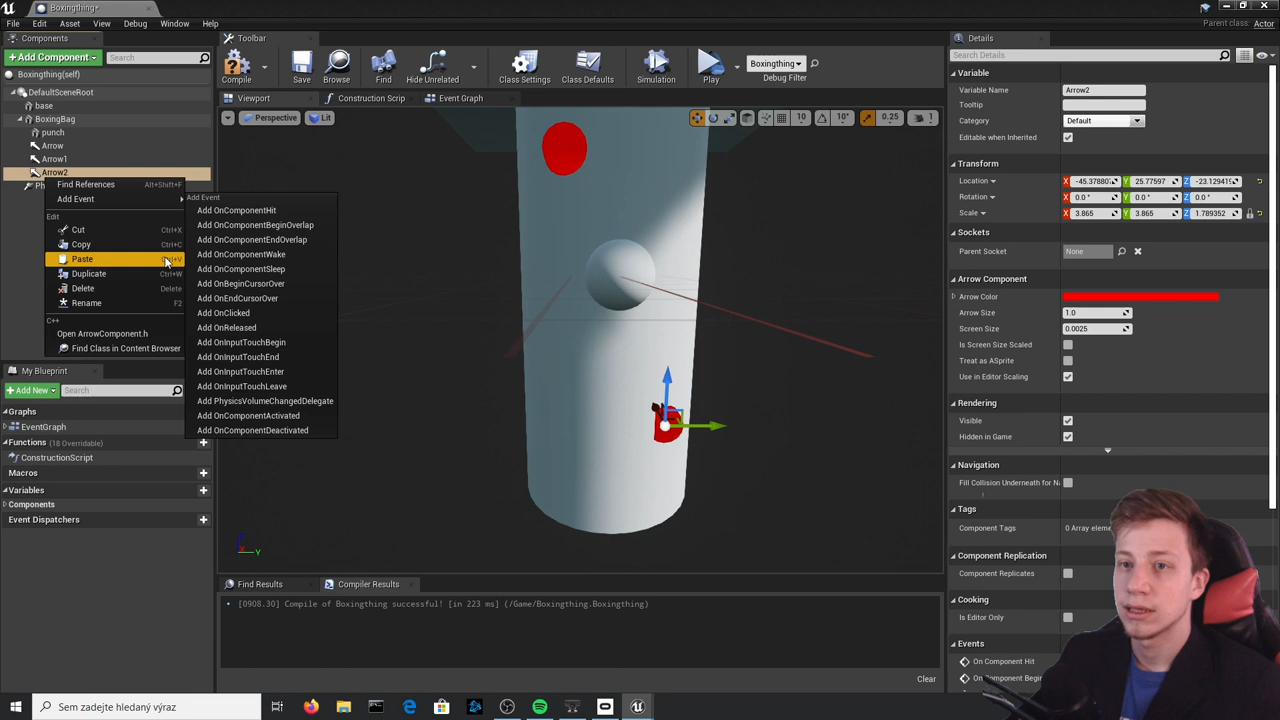 Boxingthing*
File Edit Asset View Debug Window Help
Parent class: Actor
Components
+ Add Component
Search
Boxingthing(self)
DefaultSceneRoot
base
BoxingBag
punch
Arrow
Arrow1
Arrow2
Find References Alt+Shift+F
Add Event
Edit
Cut Ctrl+X
Copy Ctrl+C
Paste Ctrl+V
Duplicate Ctrl+W
Delete Delete
Rename F2
C++
Open ArrowComponent.h
Find Class in Content Browser
Add Event
Add OnComponentHit
Add OnComponentBeginOverlap
Add OnComponentEndOverlap
Add OnComponentWake
Add OnComponentSleep
Add OnBeginCursorOver
Add OnEndCursorOver
Add OnClicked
Add OnReleased
Add OnInputTouchBegin
Add OnInputTouchEnd
Add OnInputTouchEnter
Add OnInputTouchLeave
Add PhysicsVolumeChangedDelegate
Add OnComponentActivated
Add OnComponentDeactivated
My Blueprint
+ Add New
Search
Graphs
EventGraph
Functions (18 Overridable)
ConstructionScript
Macros
Variables
Components
Event Dispatchers
Toolbar
Compile
Save
Browse
Find
Hide Unrelated
Class Settings
Class Defaults
Simulation
Play
Boxingthing
Debug Filter
Viewport
Construction Scrip
Event Graph
Perspective
Lit
10
10°
0.25
1
Z
Y
Find Results
Compiler Results
• [0908.30] Compile of Boxingthing successful! [in 223 ms] (/Game/Boxingthing.Boxingthing)
Clear
Details
Search Details
Variable
Variable Name Arrow2
Tooltip
Category Default
Editable when Inherited
Transform
Location X Y 25.77597 Z
Rotation X 0.0 ° Y 0.0 ° Z 0.0 °
Scale X 3.865 Y 3.865 Z 1.789352
Sockets
Parent Socket None
Arrow Component
Arrow Color
Arrow Size 1.0
Screen Size 0.0025
Is Screen Size Scaled
Treat as ASprite
Use in Editor Scaling
Rendering
Visible
Hidden in Game
Navigation
Fill Collision Underneath for Na
Tags
Component Tags 0 Array eleme
Component Replication
Component Replicates
Cooking
Is Editor Only
Events
On Component Hit
On Component Begin
Sem zadejte hledaný výraz